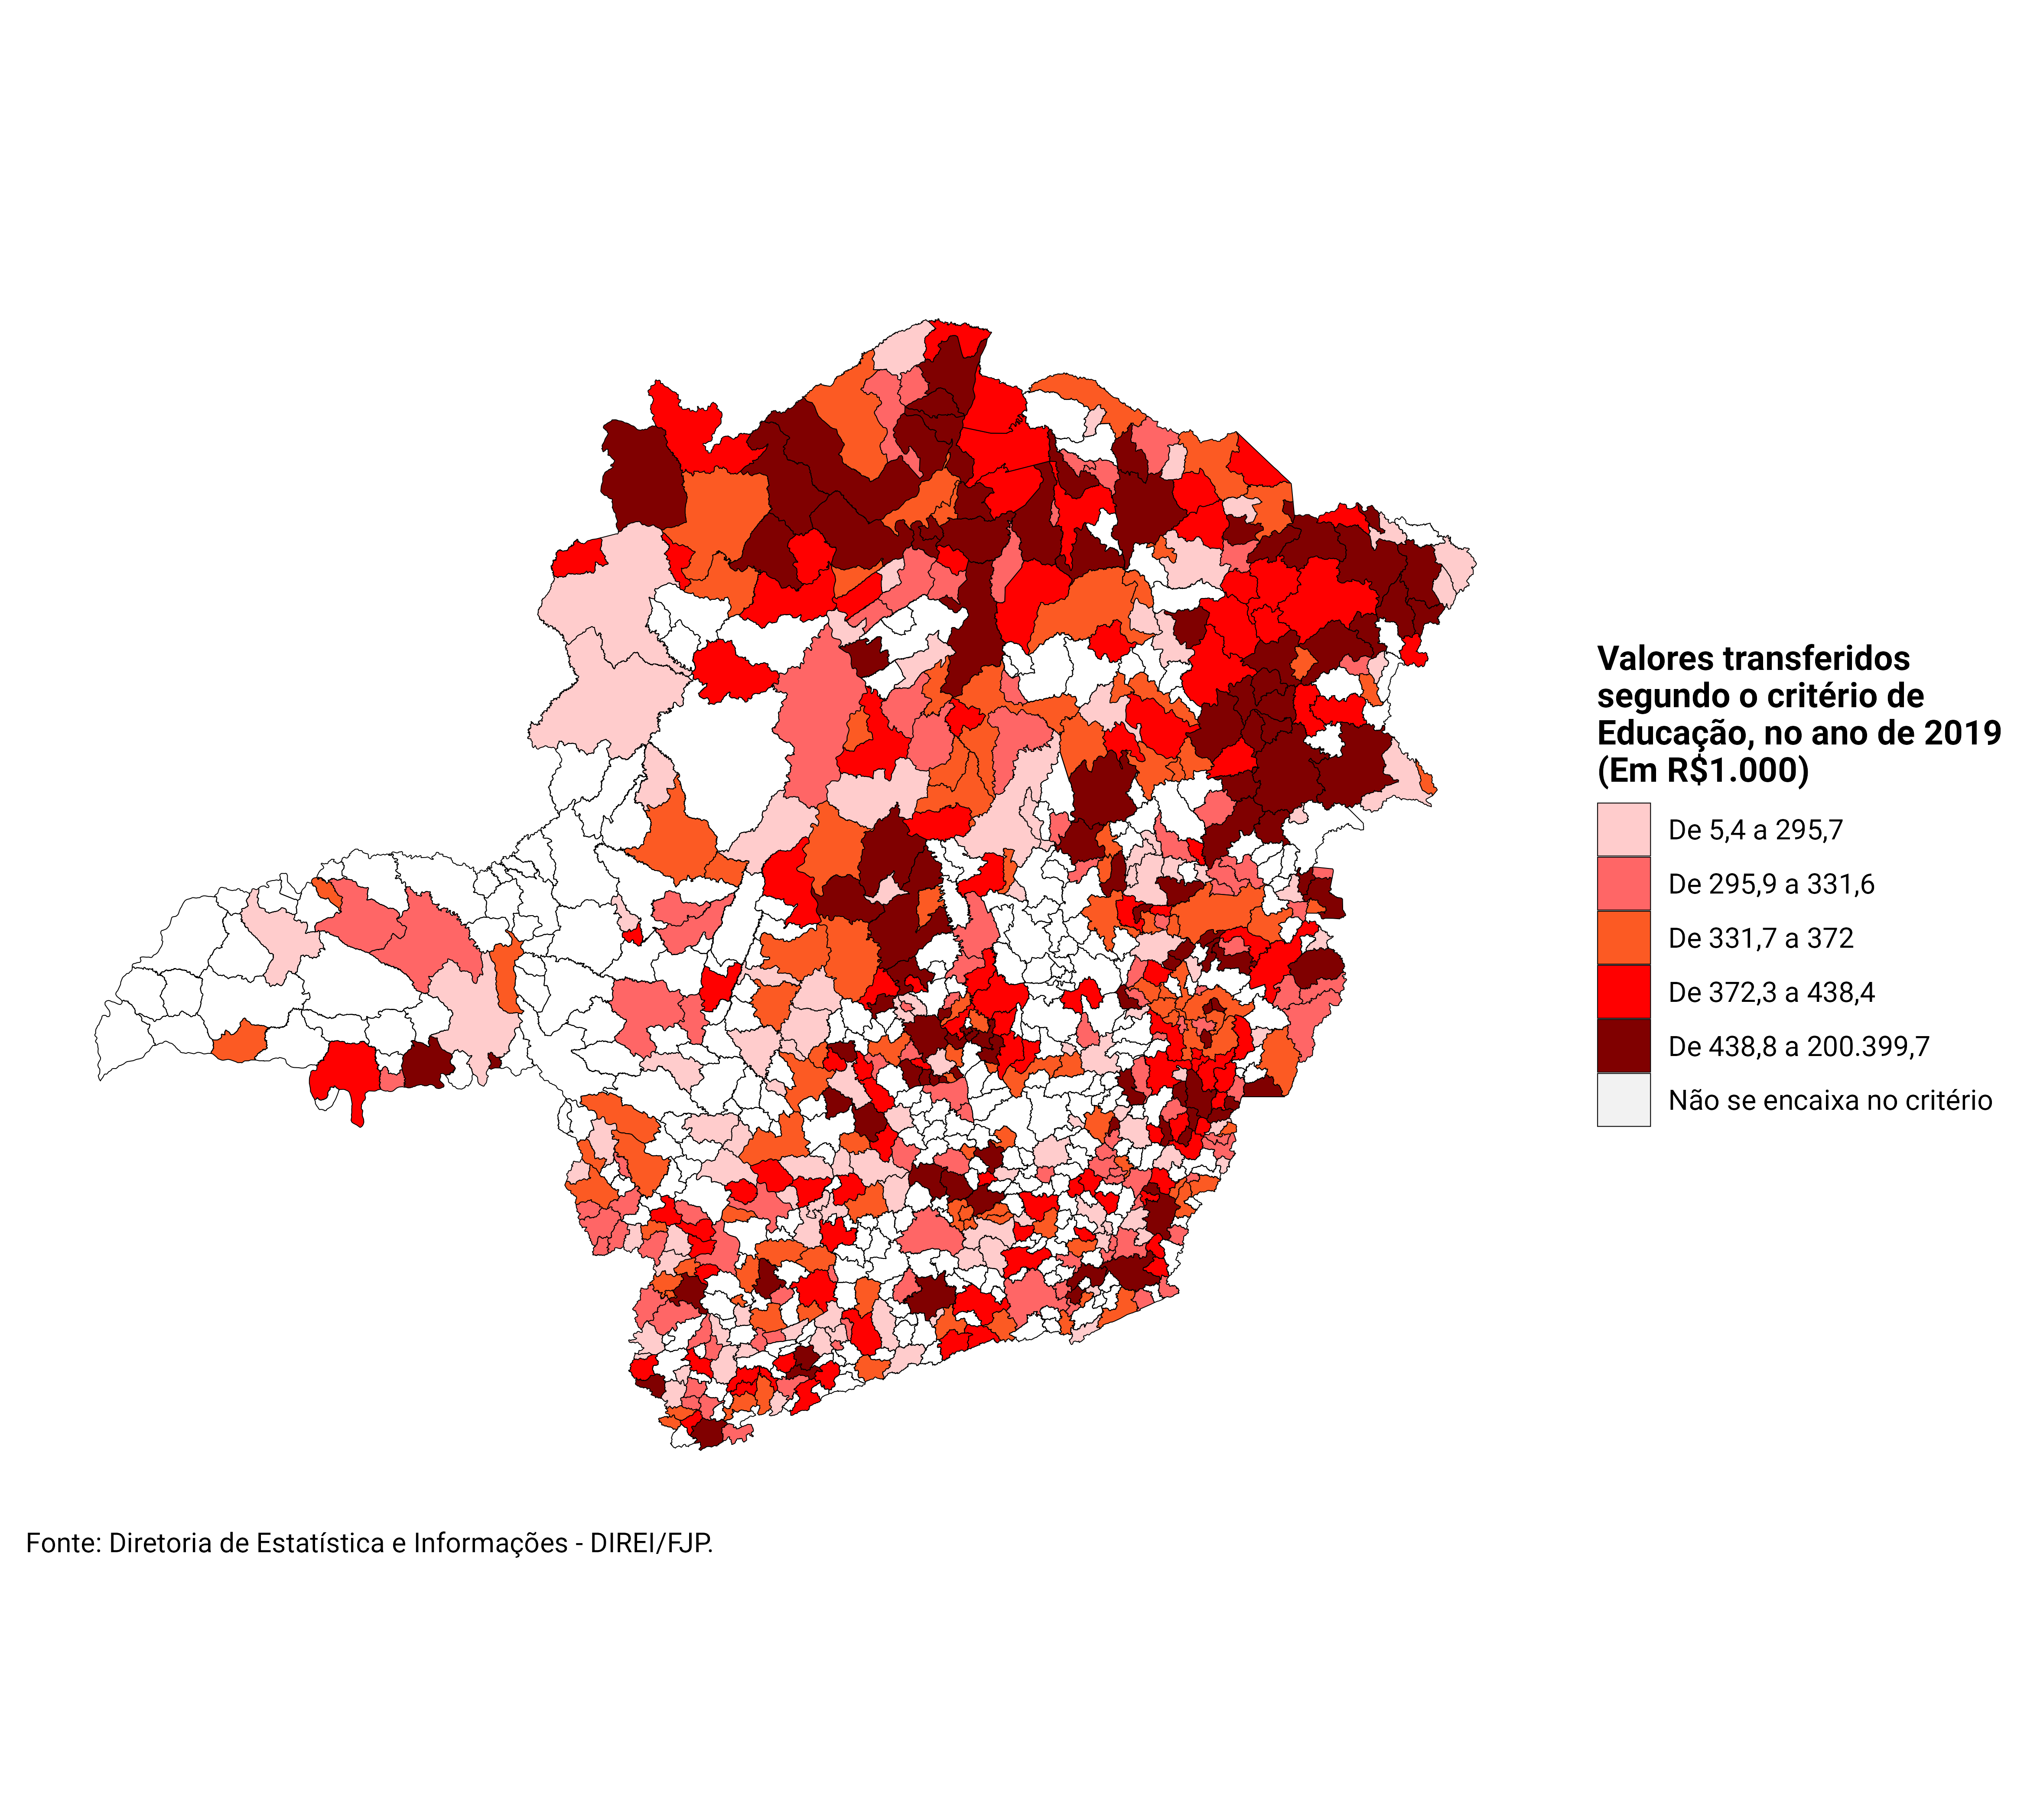 Valores transferidos
segundo o critério de
Educação, no ano de 2019
(Em R$1.000)
De 5,4 a 295,7
De 295,9 a 331,6
De 331,7 a 372
De 372,3 a 438,4
De 438,8 a 200.399,7
Não se encaixa no critério
Fonte: Diretoria de Estatística e Informações - DIREI/FJP.